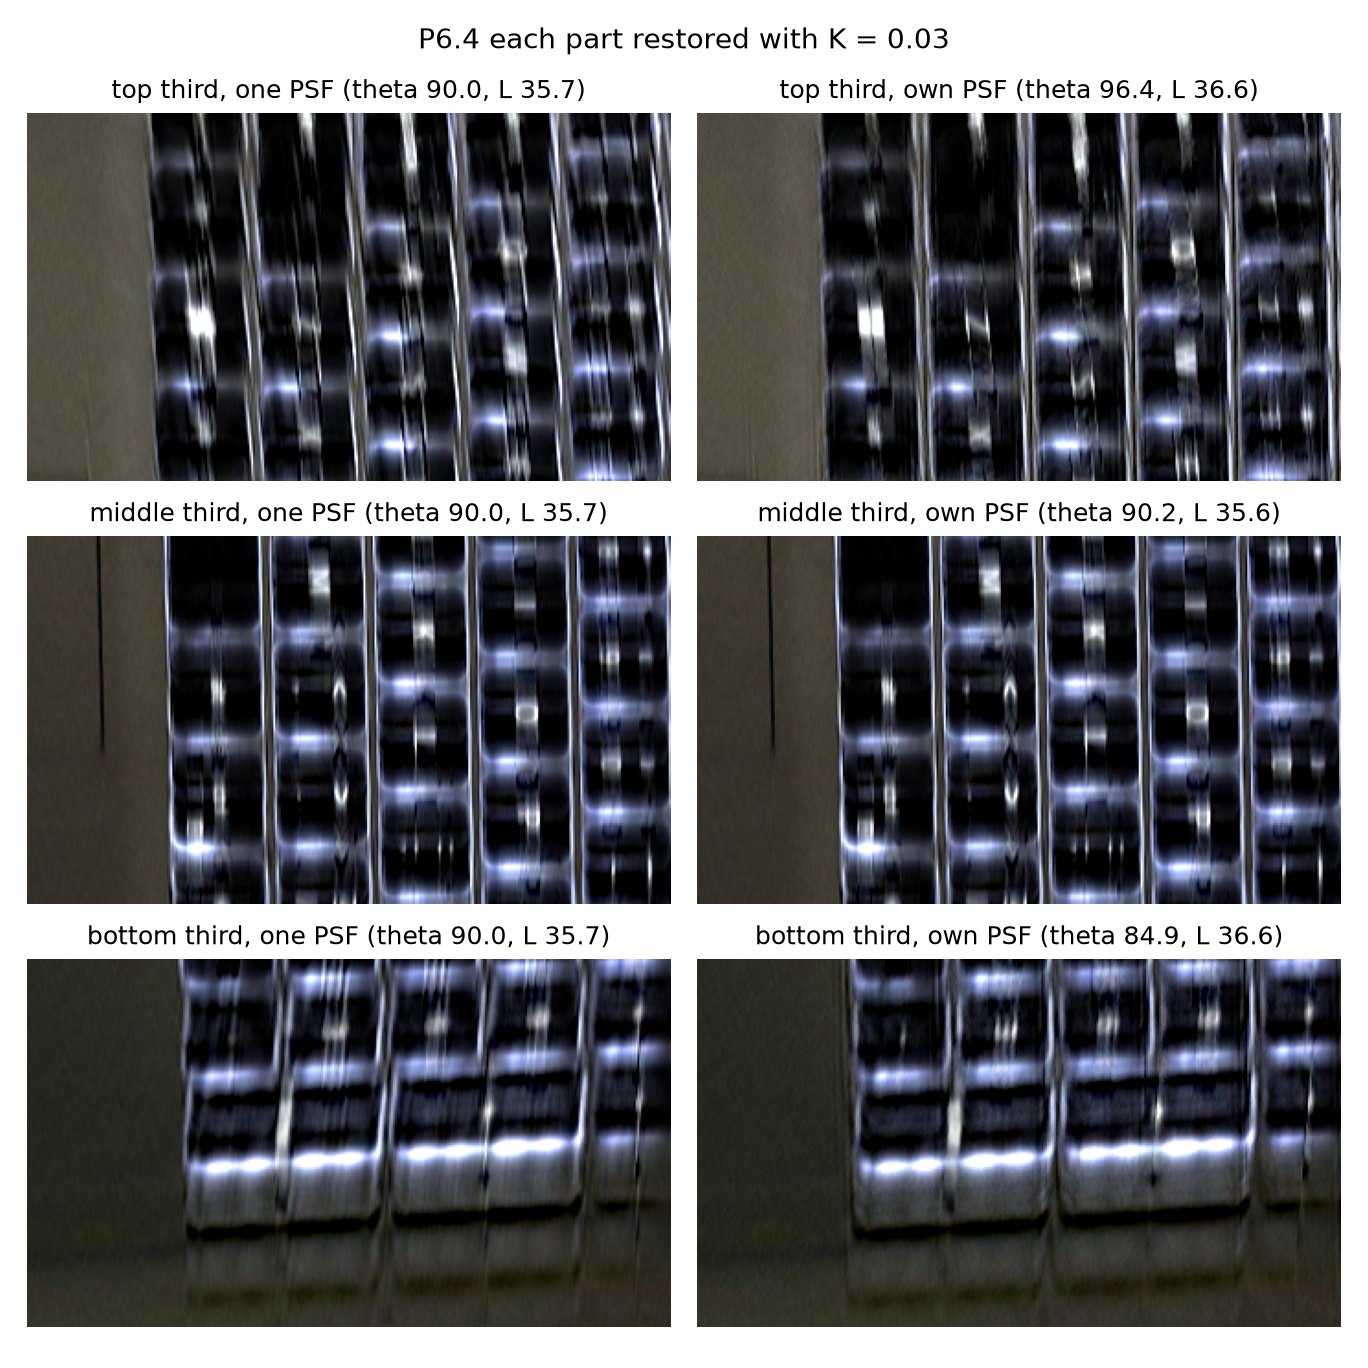 P6.4 each part restored with K = 0.03
top third, one PSF (theta 90.0, L 35.7)
top third, own PSF (theta 96.4, L 36.6)
middle third, one PSF (theta 90.0, L 35.7)
middle third, own PSF (theta 90.2, L 35.6)
bottom third, one PSF (theta 90.0, L 35.7)
bottom third, own PSF (theta 84.9, L 36.6)